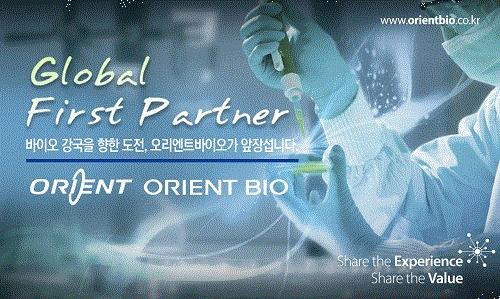 www.orientbio.co.kr
Global
First Partner
바이오 강국을 향한 도전, 오리엔트바이오가 앞장섭니다.
ORIENT ORIENT BIO
Share the Experience
Share the Value